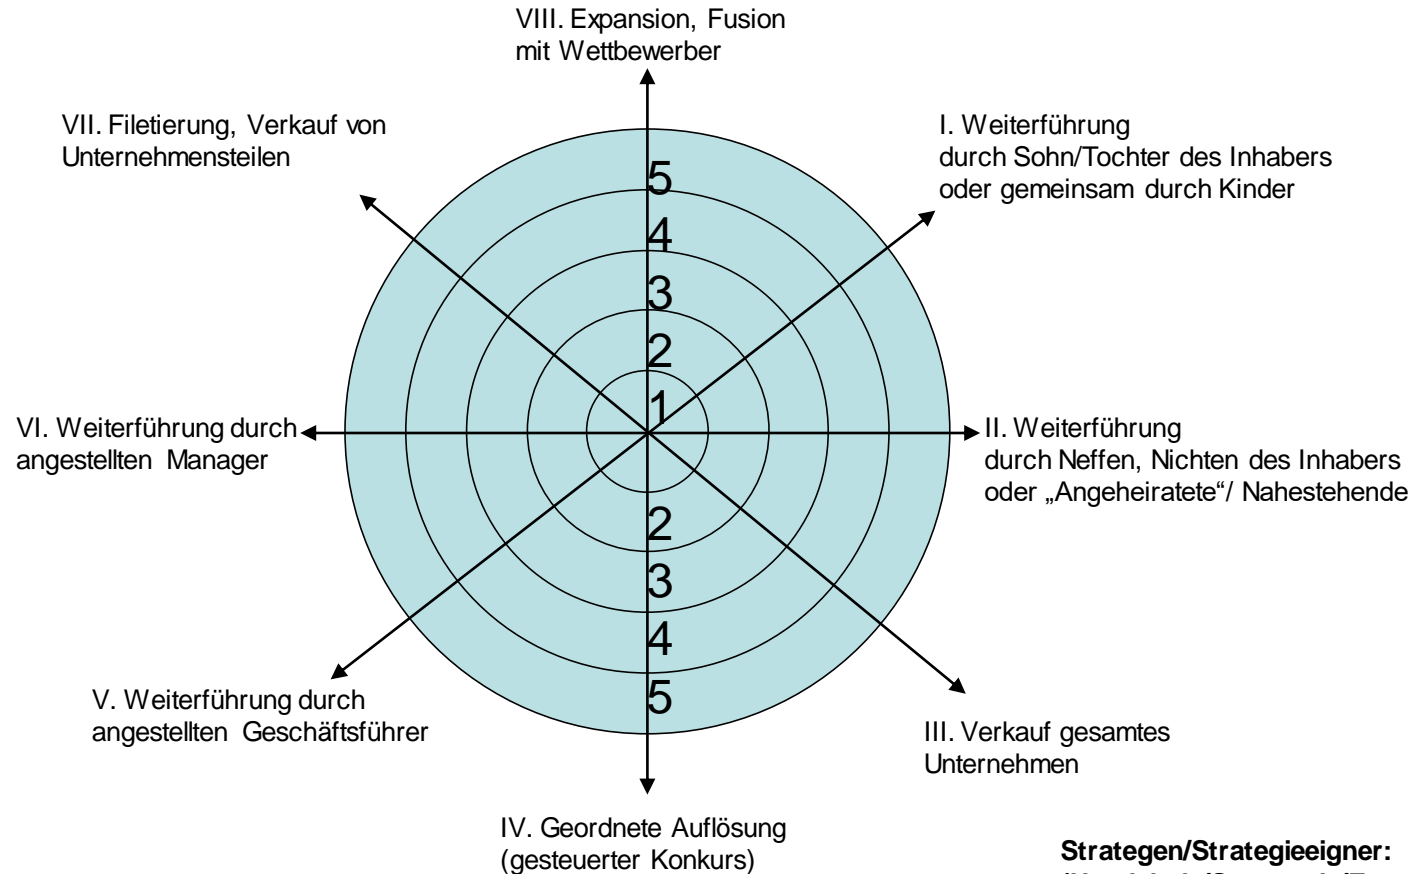 VIII. Expansion, Fusion
mit Wettbewerber
VII. Filetierung, Verkauf von
Unternehmensteilen
I. Weiterführung
durch Sohn/Tochter des Inhabers
oder gemeinsam durch Kinder
5
4
3
2
1
VI. Weiterführung durch
angestellten Manager
II. Weiterführung
durch Neffen, Nichten des Inhabers
oder „Angeheiratete“/ Nahestehende
2
3
4
5
V. Weiterführung durch
angestellten Geschäftsführer
III. Verkauf gesamtes
Unternehmen
IV. Geordnete Auflösung
(gesteuerter Konkurs)
Strategen/Strategieeigner: